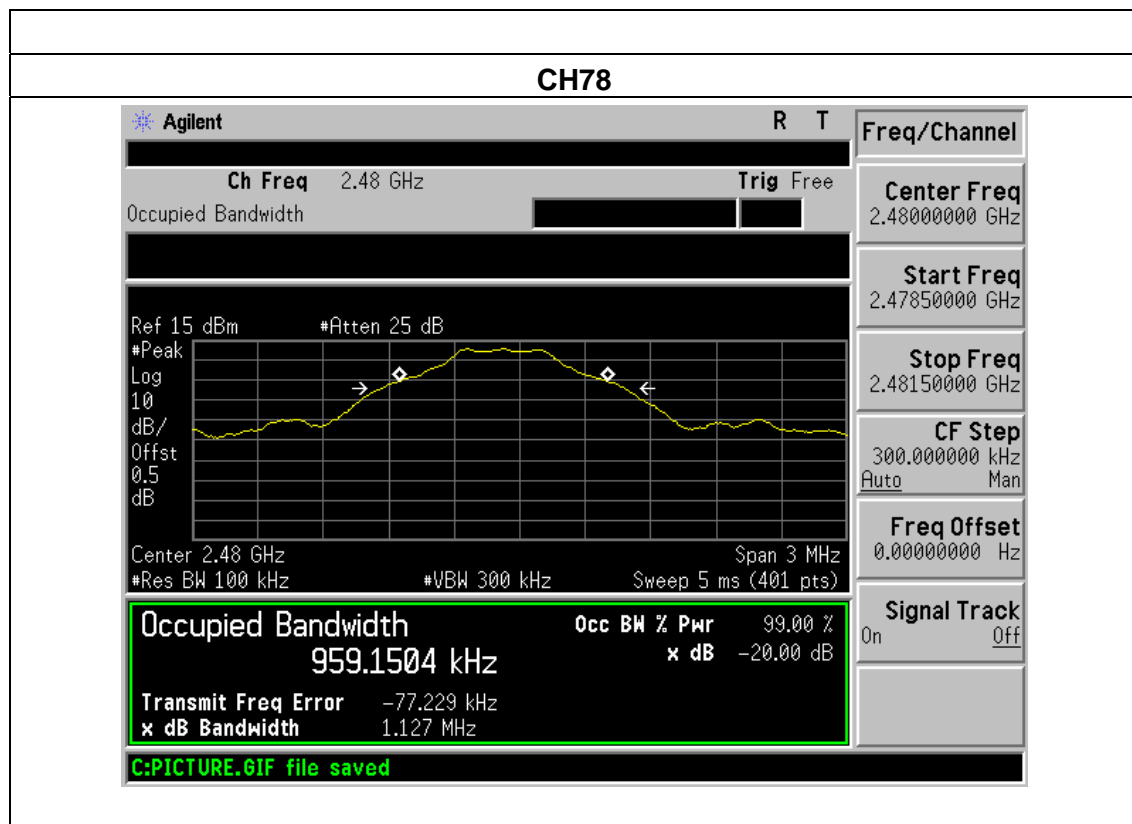 CH78
Agilent R T
Freq/Channel
Ch Freq 2.48 GHz Trig Free
Occupied Bandwidth
Center Freq
2.48000000 GHz
Start Freq
2.47850000 GHz
Stop Freq
2.48150000 GHz
CF Step
300.000000 kHz
Auto Man
Freq Offset
0.00000000 Hz
Signal Track
On Off
Ref 15 dBm #Atten 25 dB
#Peak
Log
10
dB/
Offst
0.5
dB
Center 2.48 GHz Span 3 MHz
#Res BW 100 kHz #VBW 300 kHz Sweep 5 ms (401 pts)
Occupied Bandwidth Occ BW % Pwr 99.00 %
959.1504 kHz x dB -20.00 dB
Transmit Freq Error -77.229 kHz
x dB Bandwidth 1.127 MHz
C:PICTURE.GIF file saved